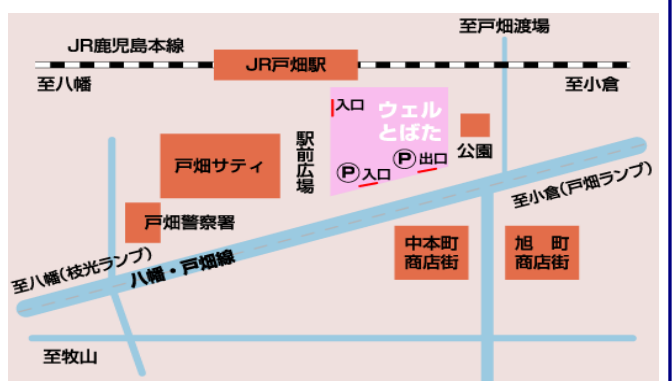 至戸畑渡場
JR鹿児島本線
JR戸畑駅
至八幡
至小倉
入口
ウェル
とばた
公園
駅前広場
戸畑サティ
P入口
P出口
戸畑警察署
至小倉(戸畑ランプ)
至八幡(枝光ランプ)
八幡・戸畑線
中本町
商店街
旭町
商店街
至牧山